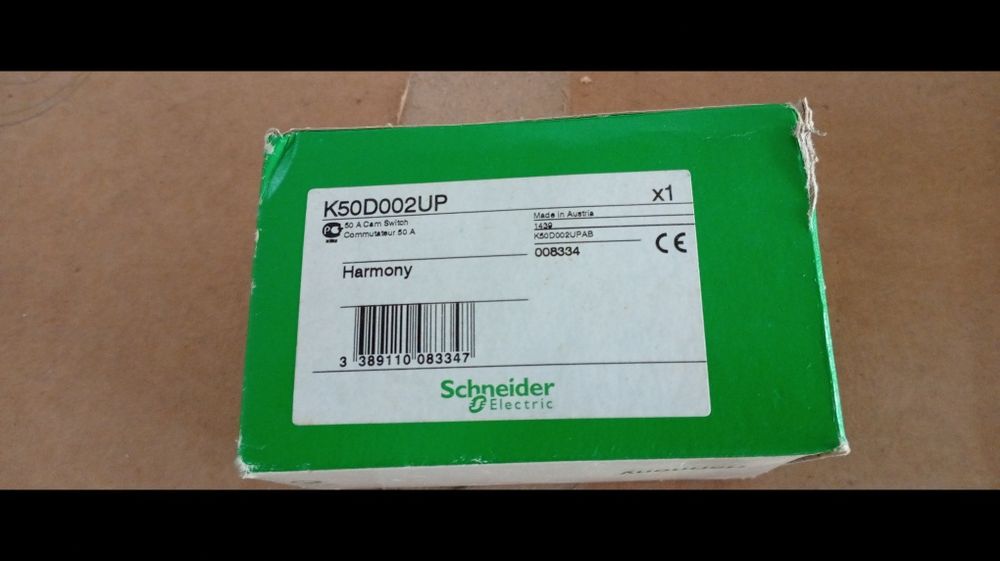 K50D002UP
x1
50 A Cam Switch
Commutateur 50 A
Made in Austria
1439
K50D002UPAB
008334
CE
Harmony
3 389110 083347
Schneider
Electric
Harmony